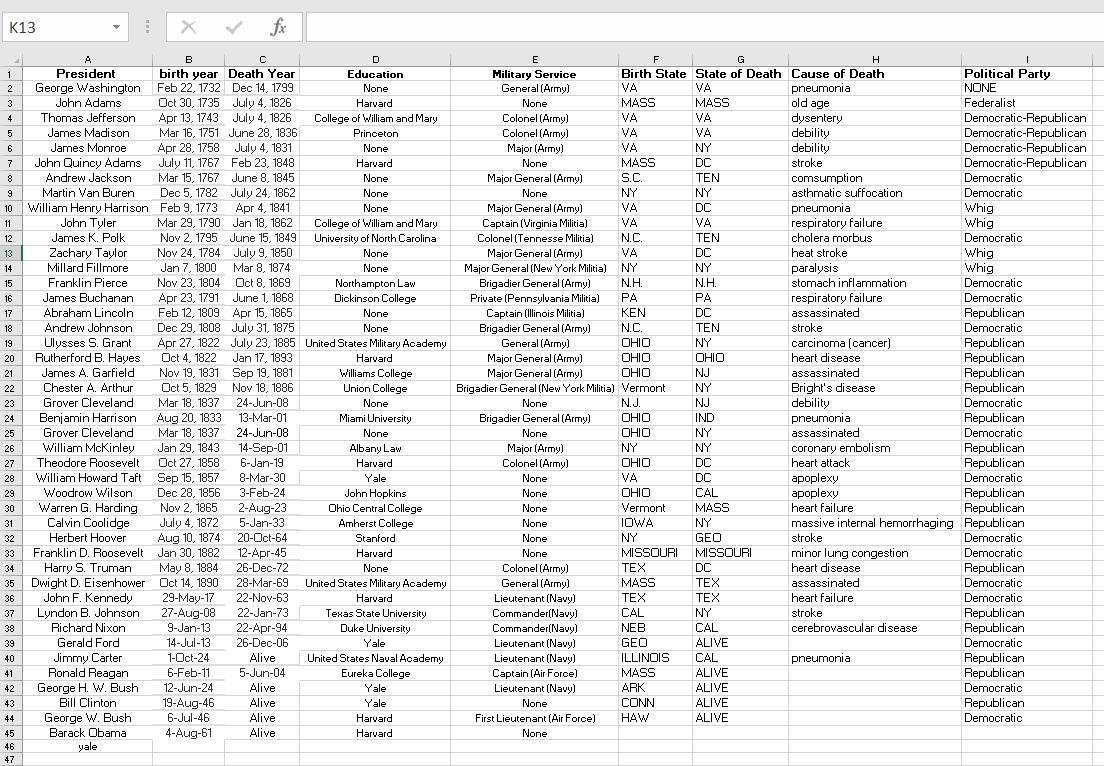 K13 fx
A B C D E F G H I
1 President birth year Death Year Education Military Service Birth State State of Death Cause of Death Political Party
2 George Washington Feb 22, 1732 Dec 14, 1799 None General (Army) VA VA pneumonia NONE
3 John Adams Oct 30, 1735 July 4, 1826 Harvard None MASS MASS old age Federalist
4 Thomas Jefferson Apr 13, 1743 July 4, 1826 College of William and Mary Colonel (Army) VA VA dysentery Democratic-Republican
5 James Madison Mar 16, 1751 June 28, 1836 Princeton Colonel (Army) VA VA debility Democratic-Republican
6 James Monroe Apr 28, 1758 July 4, 1831 None Major (Army) VA NY debility Democratic-Republican
7 John Quincy Adams July 11, 1767 Feb 23, 1848 Harvard None MASS DC stroke Democratic-Republican
8 Andrew Jackson Mar 15, 1767 June 8, 1845 None Major General (Army) S.C. TEN comsumption Democratic
9 Martin Van Buren Dec 5, 1782 July 24, 1862 None None NY NY asthmatic suffocation Democratic
10 William Henry Harrison Feb 9, 1773 Apr 4, 1841 None Major General (Army) VA DC pneumonia Whig
11 John Tyler Mar 29, 1790 Jan 18, 1862 College of William and Mary Captain (Virginia Militia) VA VA respiratory failure Whig
12 James K. Polk Nov 2, 1795 June 15, 1849 University of North Carolina Colonel (Tennesse Militia) N.C. TEN cholera morbus Democratic
13 Zachary Taylor Nov 24, 1784 July 9, 1850 None Major General (Army) VA DC heat stroke Whig
14 Millard Fillmore Jan 7, 1800 Mar 8, 1874 None Major General (New York Militia) NY NY paralysis Whig
15 Franklin Pierce Nov 23, 1804 Oct 8, 1869 Northampton Law Brigadier General (Army) N.H. N.H. stomach inflammation Democratic
16 James Buchanan Apr 23, 1791 June 1, 1868 Dickinson College Private (Pennsylvania Militia) PA PA respiratory failure Democratic
17 Abraham Lincoln Feb 12, 1809 Apr 15, 1865 None Captain (Illinois Militia) KEN DC assassinated Republican
18 Andrew Johnson Dec 29, 1808 July 31, 1875 None Brigadier General (Army) N.C. TEN stroke Democratic
19 Ulysses S. Grant Apr 27, 1822 July 23, 1885 United States Military Academy General (Army) OHIO NY carcinoma (cancer) Republican
20 Rutherford B. Hayes Oct 4, 1822 Jan 17, 1893 Harvard Major General (Army) OHIO OHIO heart disease Republican
21 James A. Garfield Nov 19, 1831 Sep 19, 1881 Williams College Major General (Army) OHIO NJ assassinated Republican
22 Chester A. Arthur Oct 5, 1829 Nov 18, 1886 Union College Brigadier General (New York Militia) Vermont NY Bright's disease Republican
23 Grover Cleveland Mar 18, 1837 24-Jun-08 None None N.J. NJ debility Democratic
24 Benjamin Harrison Aug 20, 1833 13-Mar-01 Miami University Brigadier General (Army) OHIO IND pneumonia Republican
25 Grover Cleveland Mar 18, 1837 24-Jun-08 None None OHIO NY assassinated Democratic
26 William McKinley Jan 29, 1843 14-Sep-01 Albany Law Major (Army) NY NY coronary embolism Republican
27 Theodore Roosevelt Oct 27, 1858 6-Jan-19 Harvard Colonel (Army) OHIO DC heart attack Republican
28 William Howard Taft Sep 15, 1857 8-Mar-30 Yale None VA DC apoplexy Democratic
29 Woodrow Wilson Dec 28, 1856 3-Feb-24 John Hopkins None OHIO CAL apoplexy Republican
30 Warren G. Harding Nov 2, 1865 2-Aug-23 Ohio Central College None Vermont MASS heart failure Republican
31 Calvin Coolidge July 4, 1872 5-Jan-33 Amherst College None IOWA NY massive internal hemorrhaging Republican
32 Herbert Hoover Aug 10, 1874 20-Oct-64 Stanford None NY GEO stroke Democratic
33 Franklin D. Roosevelt Jan 30, 1882 12-Apr-45 Harvard None MISSOURI MISSOURI minor lung congestion Democratic
34 Harry S. Truman May 8, 1884 26-Dec-72 None Colonel (Army) TEX DC heart disease Republican
35 Dwight D. Eisenhower Oct 14, 1890 28-Mar-69 United States Military Academy General (Army) MASS TEX assassinated Democratic
36 John F. Kennedy 29-May-17 22-Nov-63 Harvard Lieutenant (Navy) TEX TEX heart failure Democratic
37 Lyndon B. Johnson 27-Aug-08 22-Jan-73 Texas State University Commander(Navy) CAL NY stroke Republican
38 Richard Nixon 9-Jan-13 22-Apr-94 Duke University Commander(Navy) NEB CAL cerebrovascular disease Republican
39 Gerald Ford 14-Jul-13 26-Dec-06 Yale Lieutenant (Navy) GEO ALIVE Democratic
40 Jimmy Carter 1-Oct-24 Alive United States Naval Academy Lieutenant (Navy) ILLINOIS CAL pneumonia Republican
41 Ronald Reagan 6-Feb-11 5-Jun-04 Eureka College Captain (Air Force) MASS ALIVE Republican
42 George H. W. Bush 12-Jun-24 Alive Yale Lieutenant (Navy) ARK ALIVE Democratic
43 Bill Clinton 19-Aug-46 Alive Yale None CONN ALIVE Republican
44 George W. Bush 6-Jul-46 Alive Harvard First Lieutenant (Air Force) HAW ALIVE Democratic
45 Barack Obama 4-Aug-61 Alive Harvard None
46 yale
47